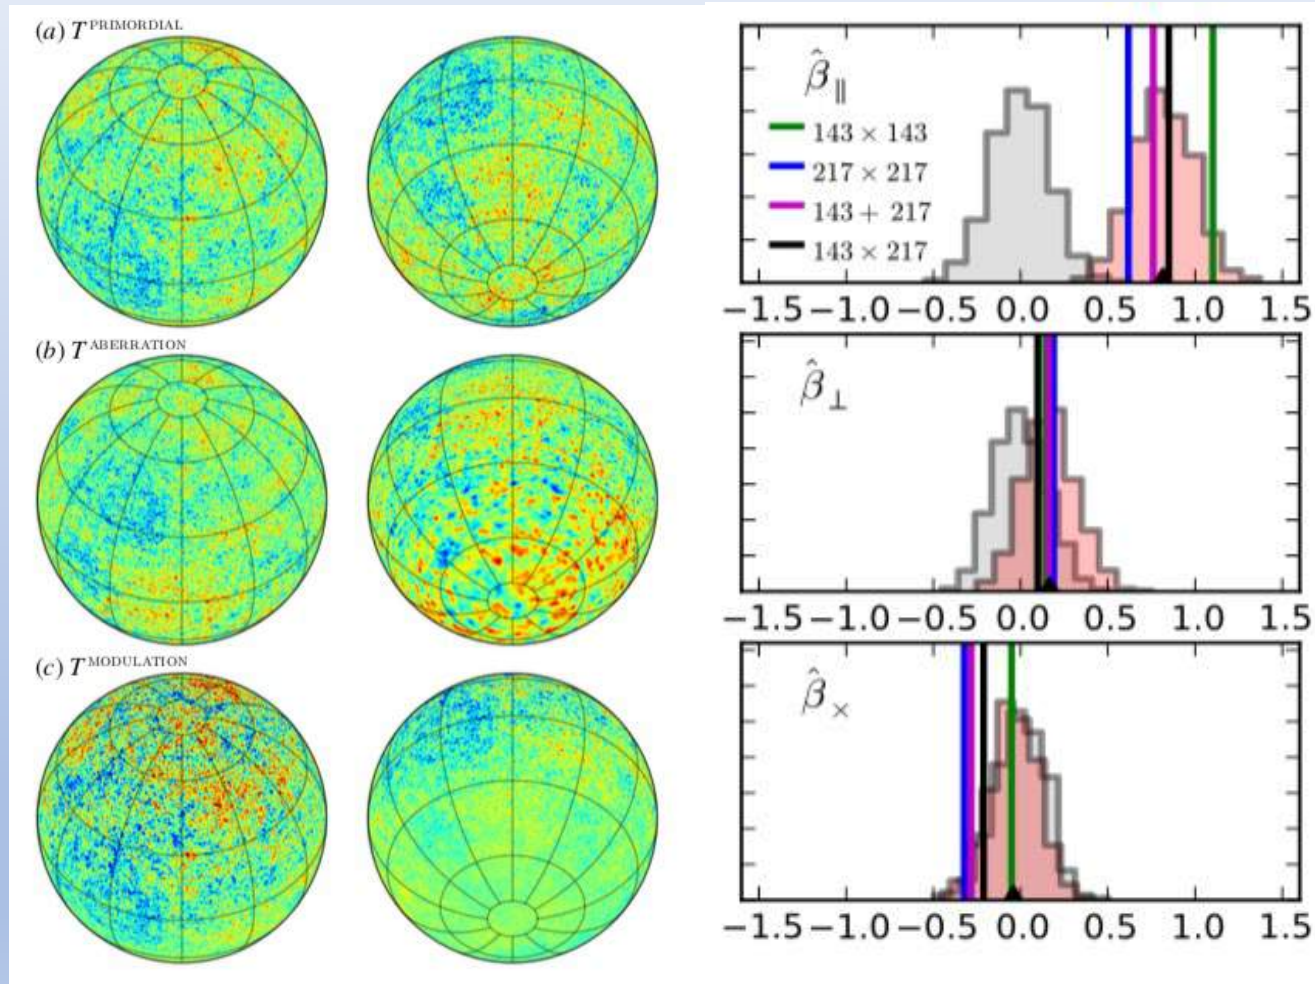 (a) T PRIMORDIAL
(b) T ABERRATION
(c) T MODULATION
β̂∥
143 × 143
217 × 217
143 + 217
143 × 217
−1.5 −1.0 −0.5 0.0 0.5 1.0 1.5
β̂⊥
−1.5 −1.0 −0.5 0.0 0.5 1.0 1.5
β̂×
−1.5 −1.0 −0.5 0.0 0.5 1.0 1.5